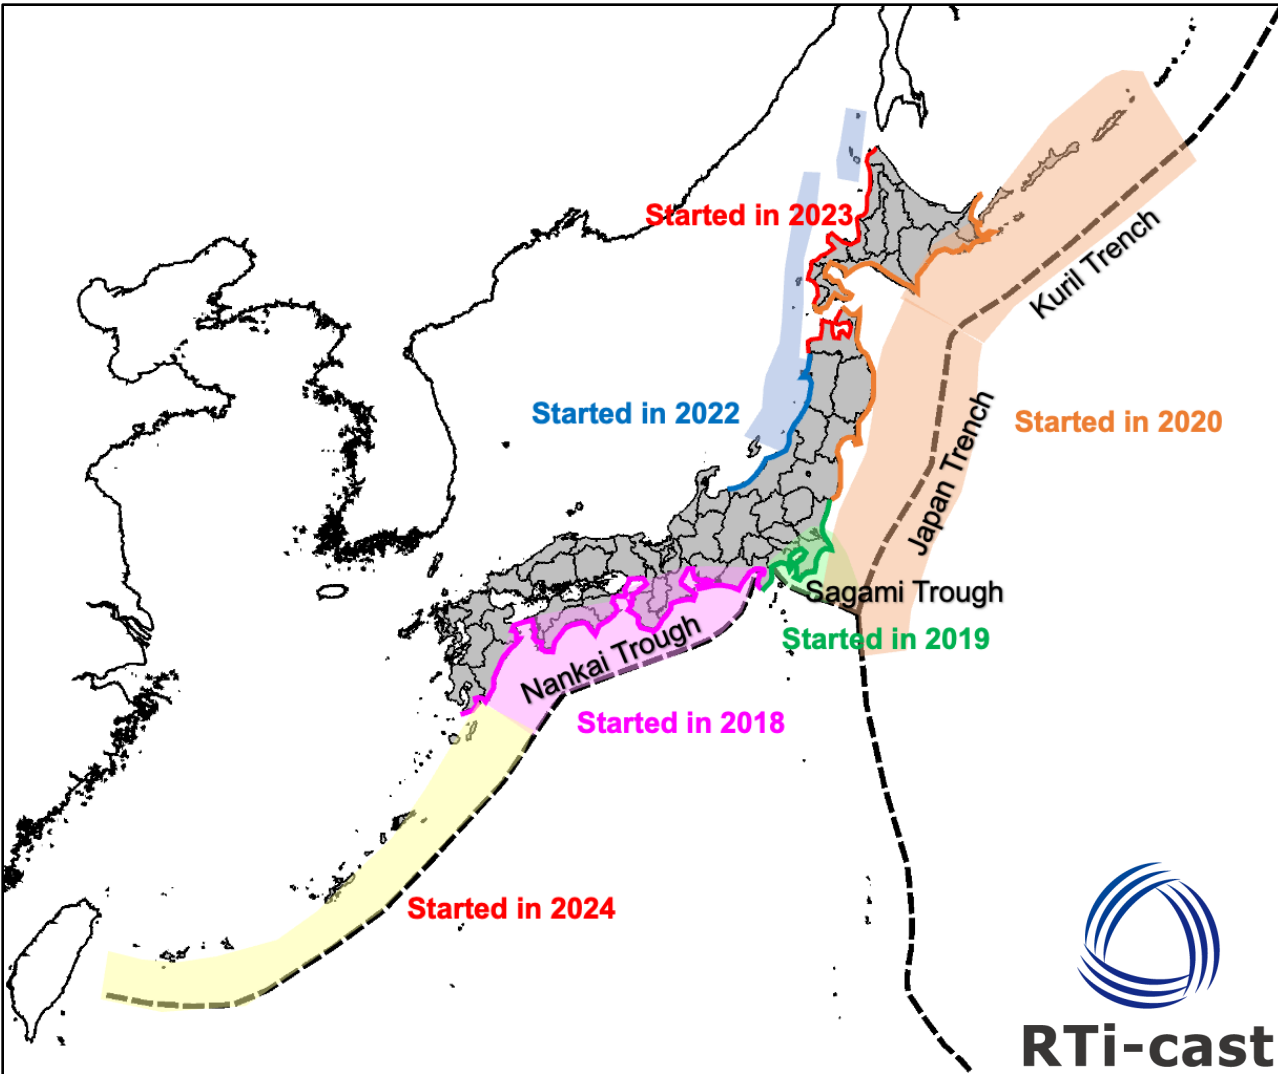 Started in 2023
Kuril Trench
Started in 2022
Japan Trench
Started in 2020
Sagami Trough
Started in 2019
Nankai Trough
Started in 2018
Started in 2024
RTi-cast